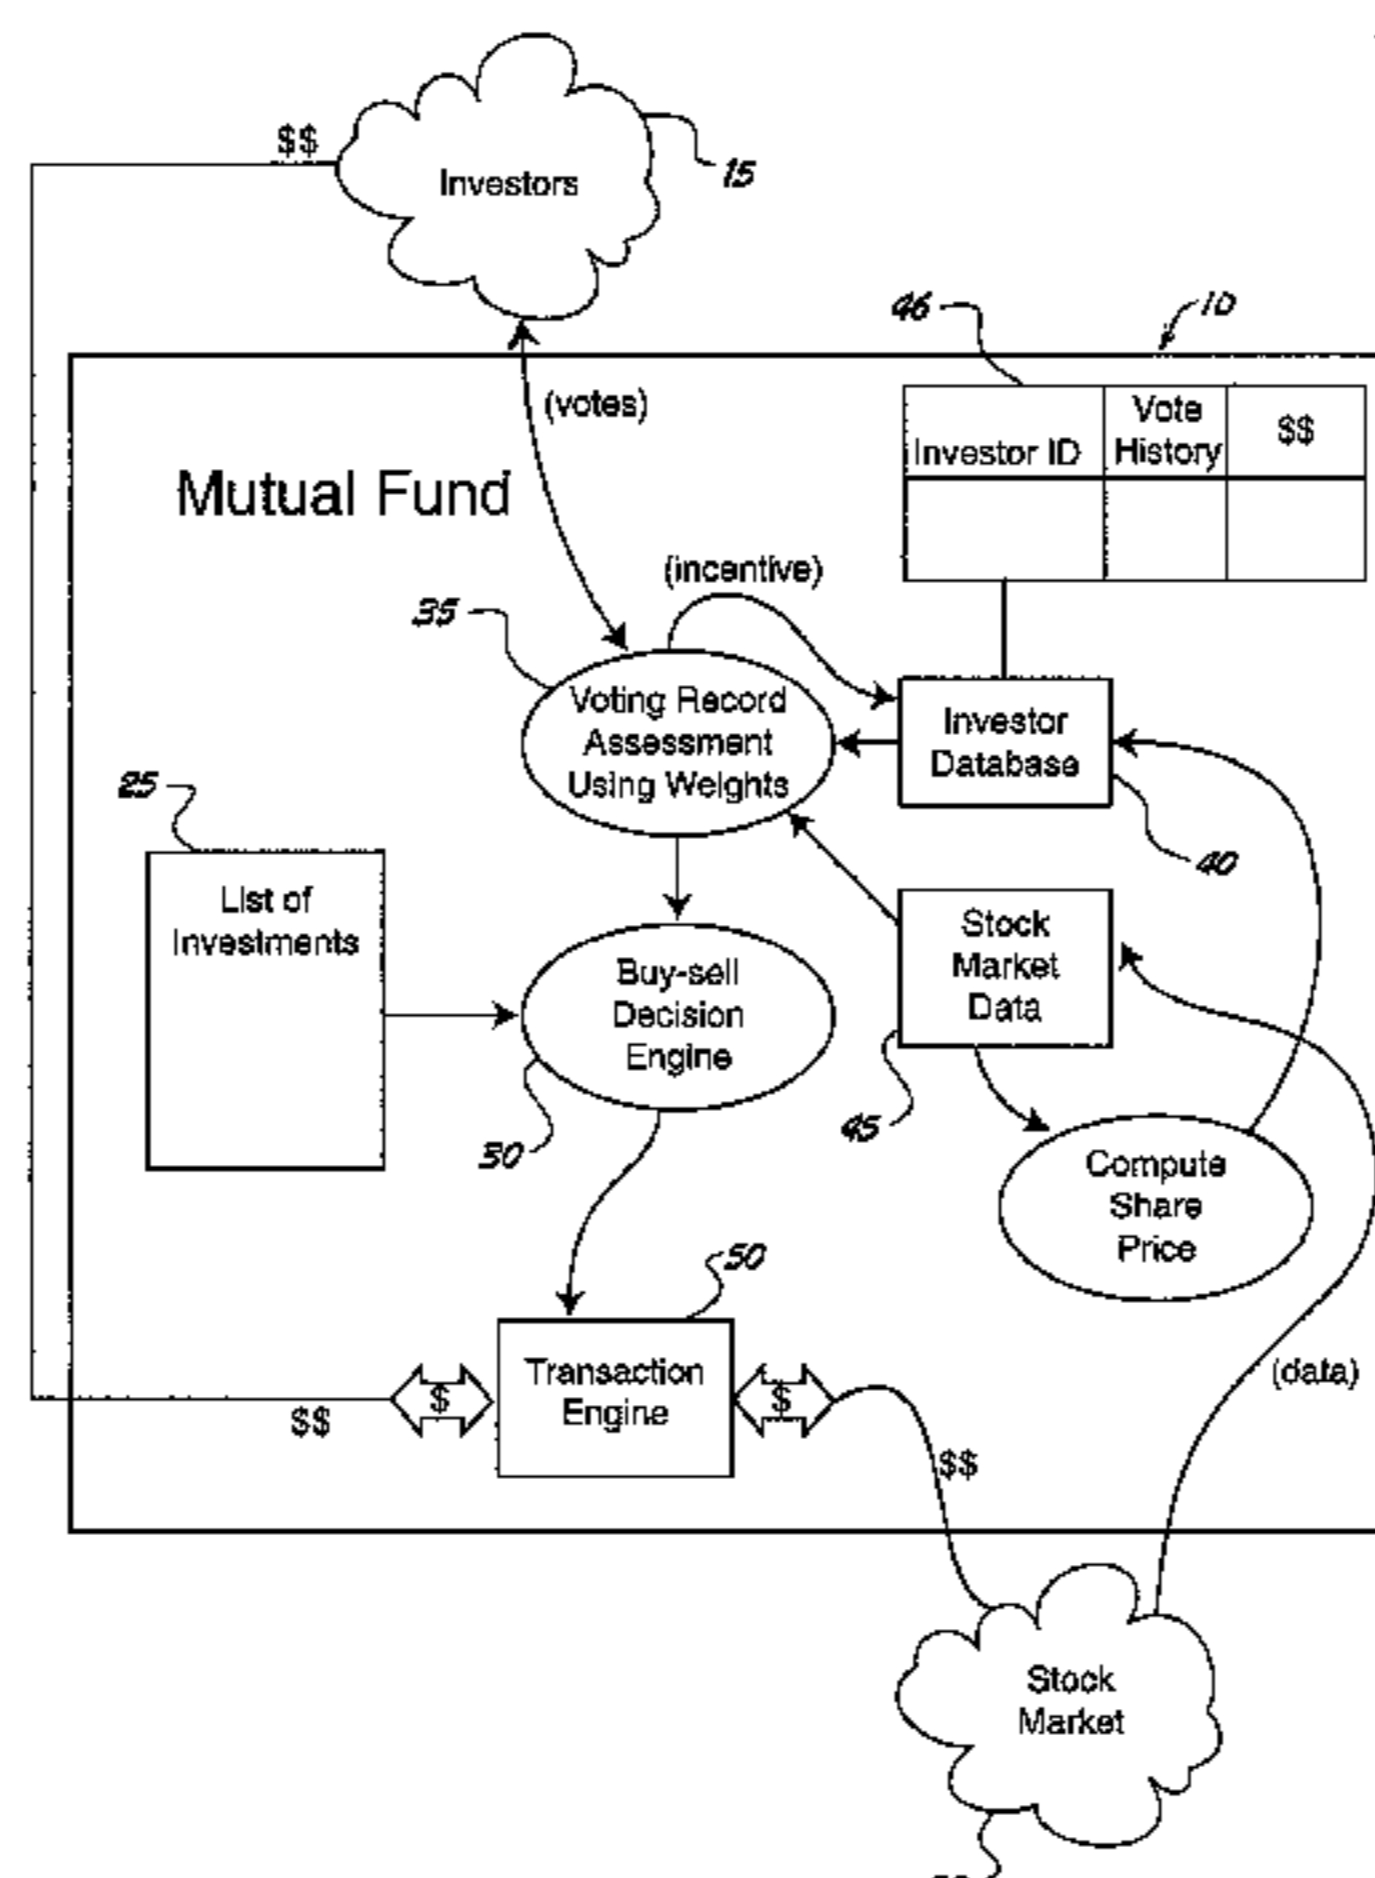 $$
Investors
15
46
10
(votes)
Investor ID
Vote
History
$$
Mutual Fund
(incentive)
35
Voting Record
Assessment
Using Weights
Investor
Database
25
40
List of
Investments
Stock
Market
Data
Buy-sell
Decision
Engine
45
30
Compute
Share
Price
50
Transaction
Engine
$
$
(data)
$$
$$
Stock
Market